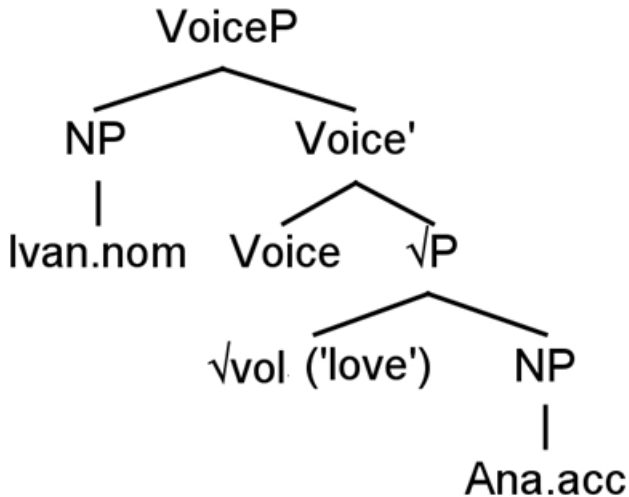 VoiceP
NP Voice'
Ivan.nom Voice √P
√vol ('love') NP
Ana.acc